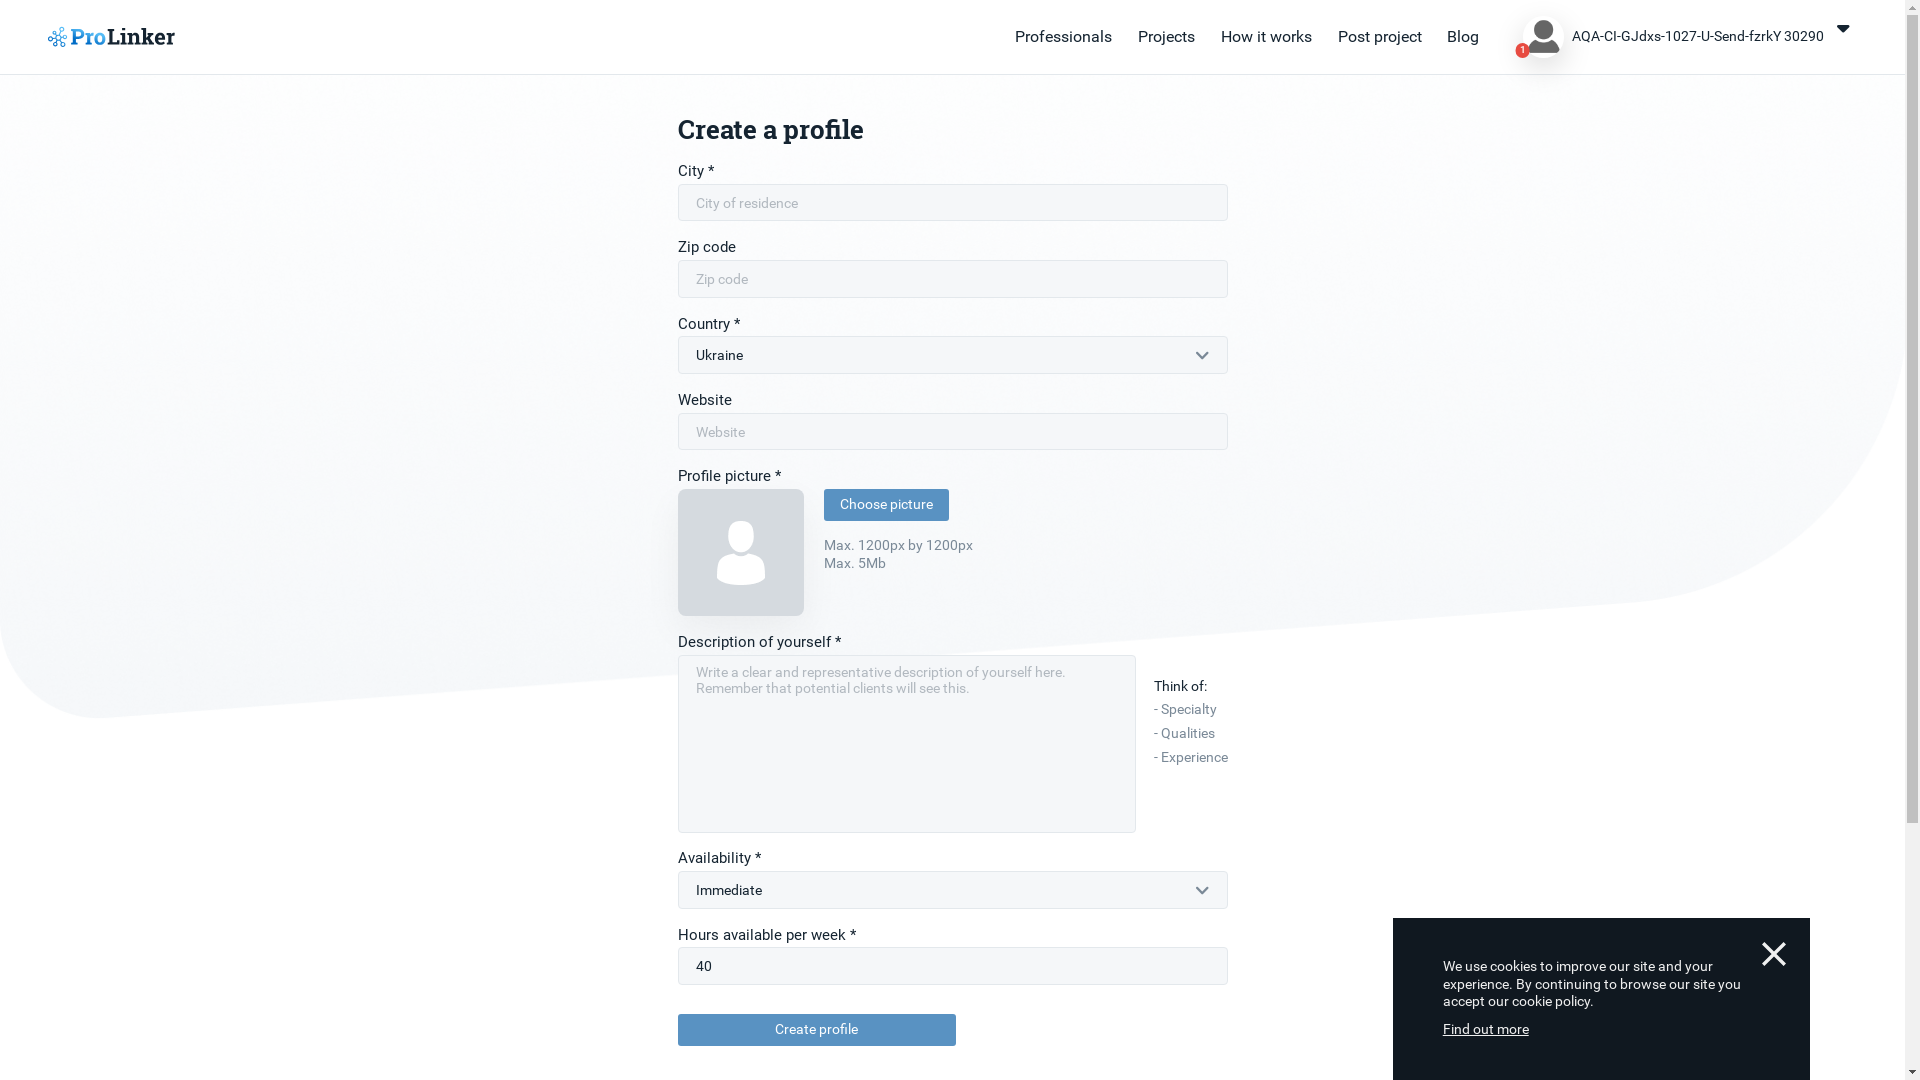 ProLinker
Professionals
Projects
How it works
Post project
Blog
1
AQA-CI-GJdxs-1027-U-Send-fzrkY 30290
Create a profile
City *
City of residence
Zip code
Zip code
Country *
Ukraine
Website
Website
Profile picture *
Choose picture
Max. 1200px by 1200px
Max. 5Mb
Description of yourself *
Write a clear and representative description of yourself here.
Remember that potential clients will see this.
Think of:
- Specialty
- Qualities
- Experience
Availability *
Immediate
Hours available per week *
40
Create profile
We use cookies to improve our site and your
experience. By continuing to browse our site you
accept our cookie policy.
Find out more